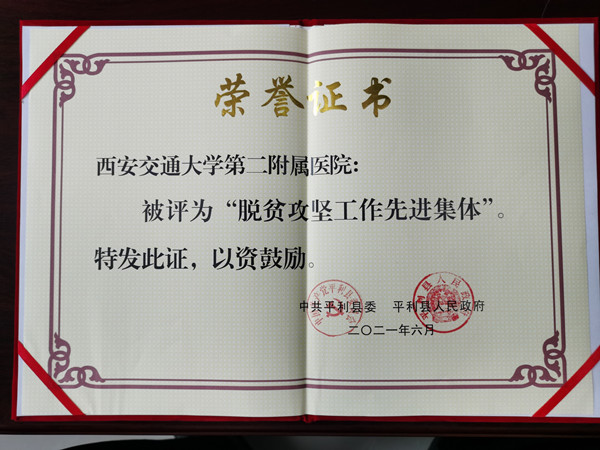 荣誉证书
西安交通大学第二附属医院：
被评为“脱贫攻坚工作先进集体”。
特发此证，以资鼓励。
中共平利县委 平利县人民政府
二〇二一年六月